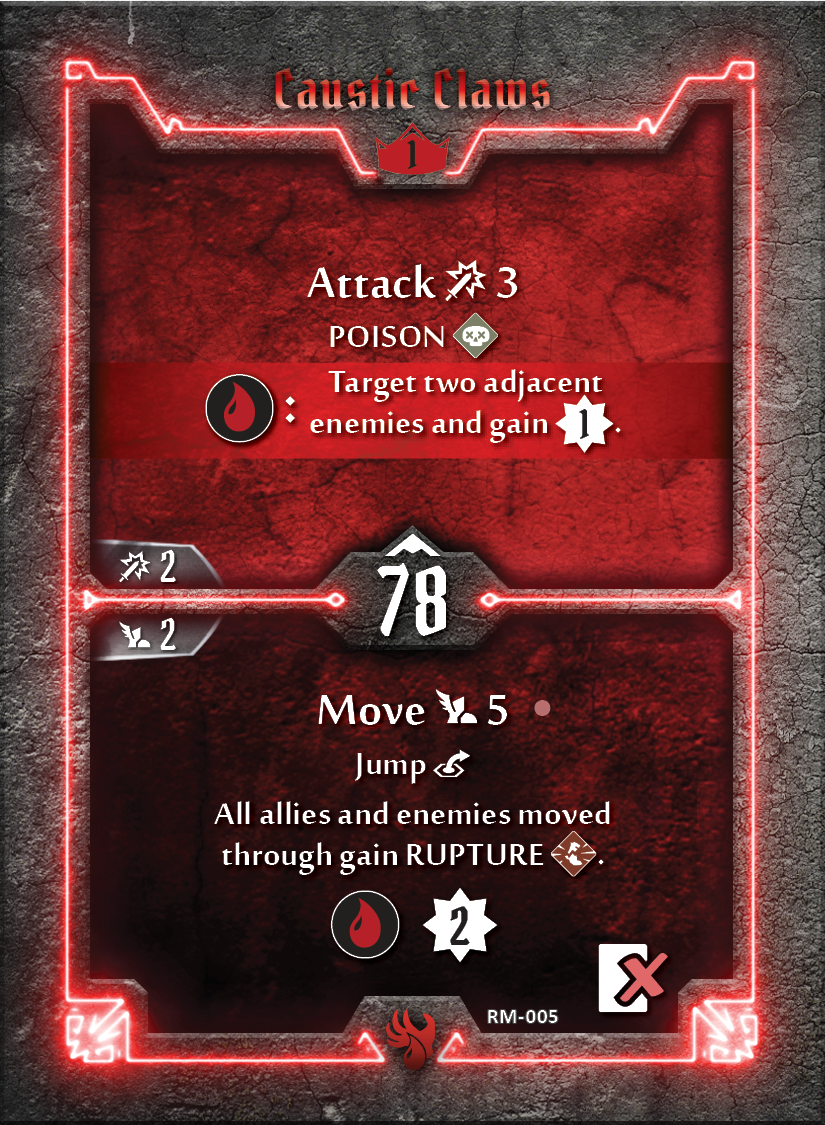 Caustic Claws
1
Attack 3
POISON
: Target two adjacent
enemies and gain 1.
2
78
2
Move 5
Jump
All allies and enemies moved
through gain RUPTURE .
2
RM-005